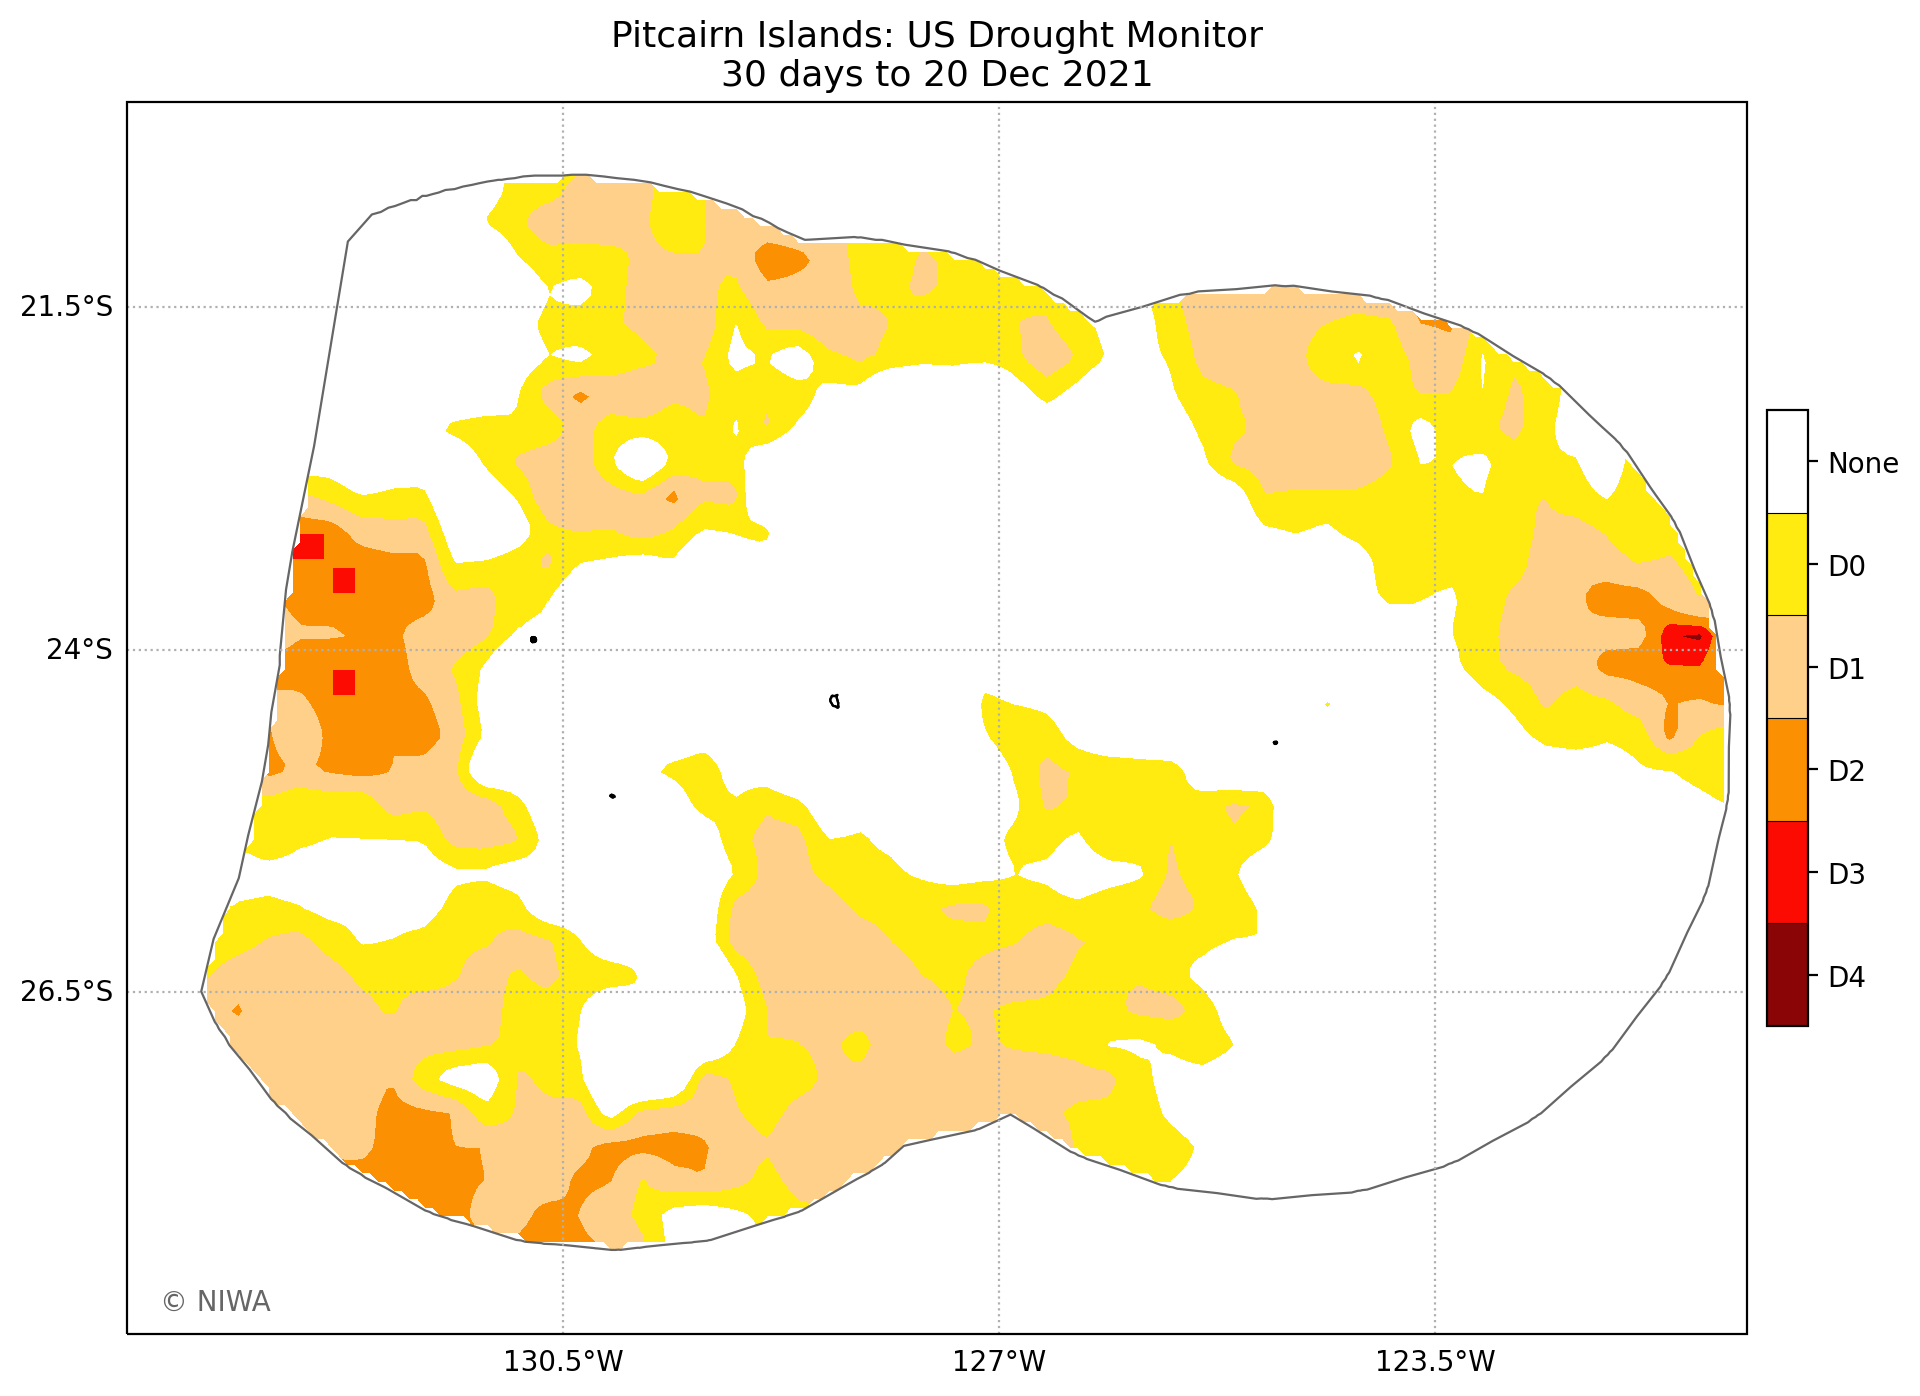 Pitcairn Islands: US Drought Monitor
30 days to 20 Dec 2021
21.5°S
24°S
26.5°S
130.5°W
127°W
123.5°W
None
D0
D1
D2
D3
D4
© NIWA